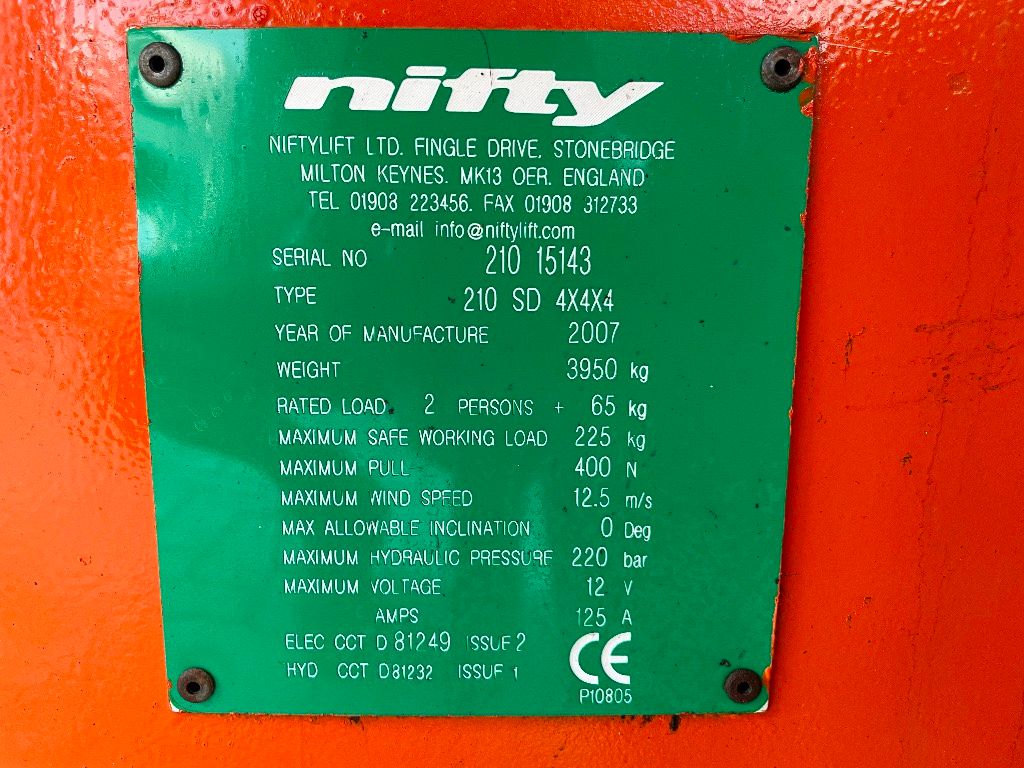 nifty
NIFTYLIFT LTD. FINGLE DRIVE, STONEBRIDGE
MILTON KEYNES. MK13 OER. ENGLAND
TEL 01908 223456. FAX 01908 312733
e-mail info@niftylift.com
SERIAL NO 210 15143
TYPE 210 SD 4X4X4
YEAR OF MANUFACTURE 2007
WEIGHT 3950 kg
RATED LOAD. 2 PERSONS + 65 kg
MAXIMUM SAFE WORKING LOAD 225 kg
MAXIMUM PULL 400 N
MAXIMUM WIND SPEED 12.5 m/s
MAX ALLOWABLE INCLINATION 0 Deg
MAXIMUM HYDRAULIC PRESSURE 220 bar
MAXIMUM VOLTAGE 12 V
AMPS 125 A
ELEC CCT D 81249 ISSUE 2
HYD CCT D81232 ISSUE 1
CE
P10805